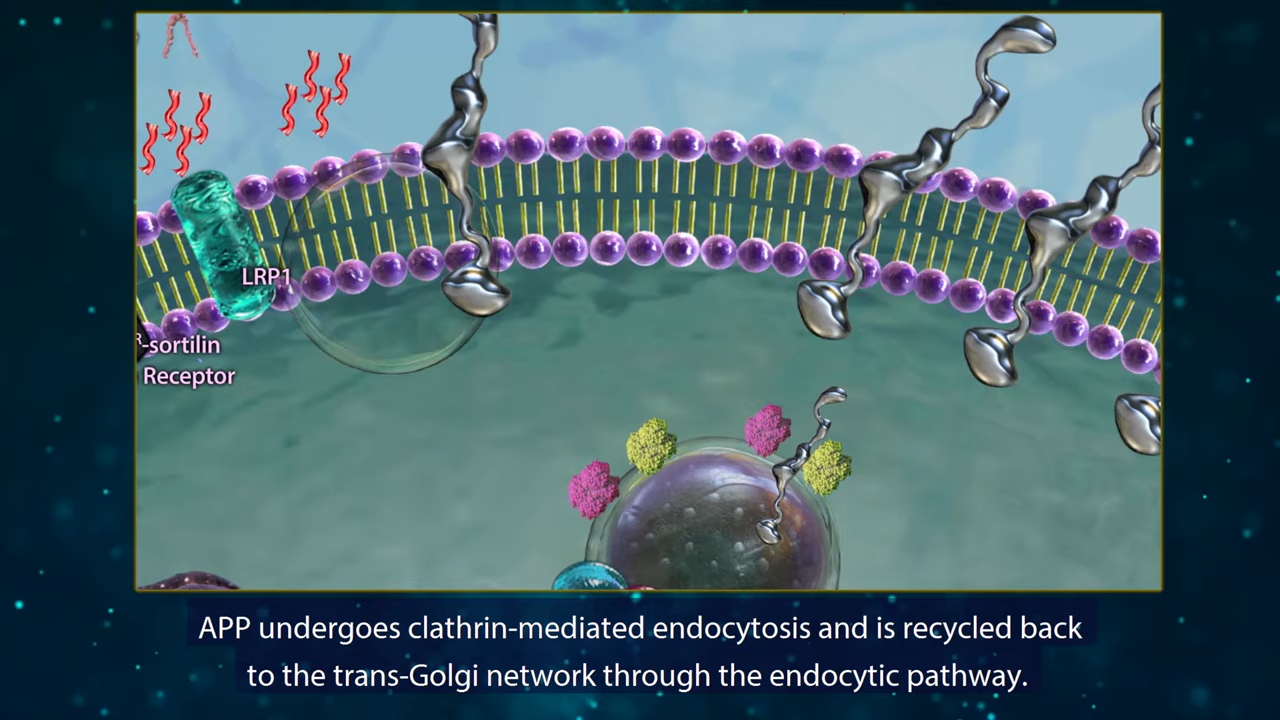 LRP1
-sortilin
Receptor
APP undergoes clathrin-mediated endocytosis and is recycled back
to the trans-Golgi network through the endocytic pathway.